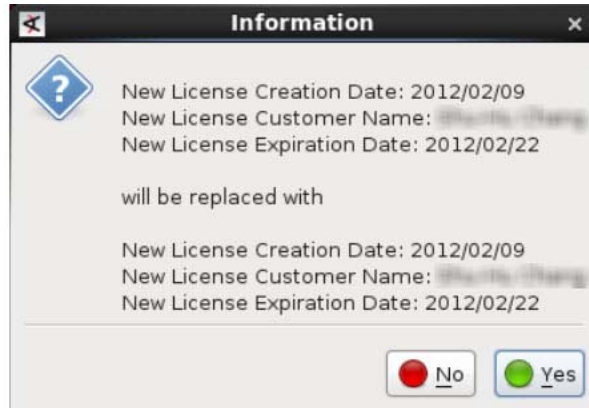 Information
New License Creation Date: 2012/02/09
New License Customer Name:
New License Expiration Date: 2012/02/22
will be replaced with
New License Creation Date: 2012/02/09
New License Customer Name:
New License Expiration Date: 2012/02/22
No Yes